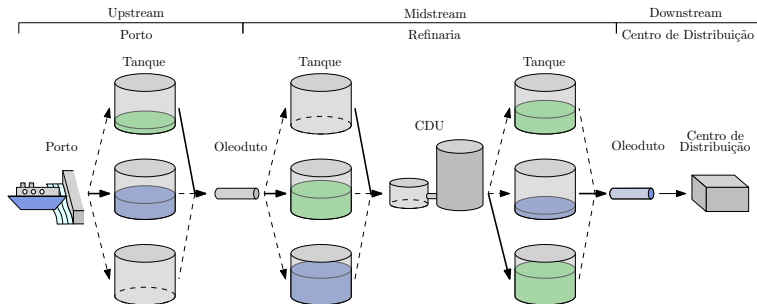 Upstream
Midstream
Downstream
Porto
Refinaria
Centro de Distribuição
Tanque
Tanque
Tanque
Porto
Oleoduto
CDU
Oleoduto
Centro de
Distribuição